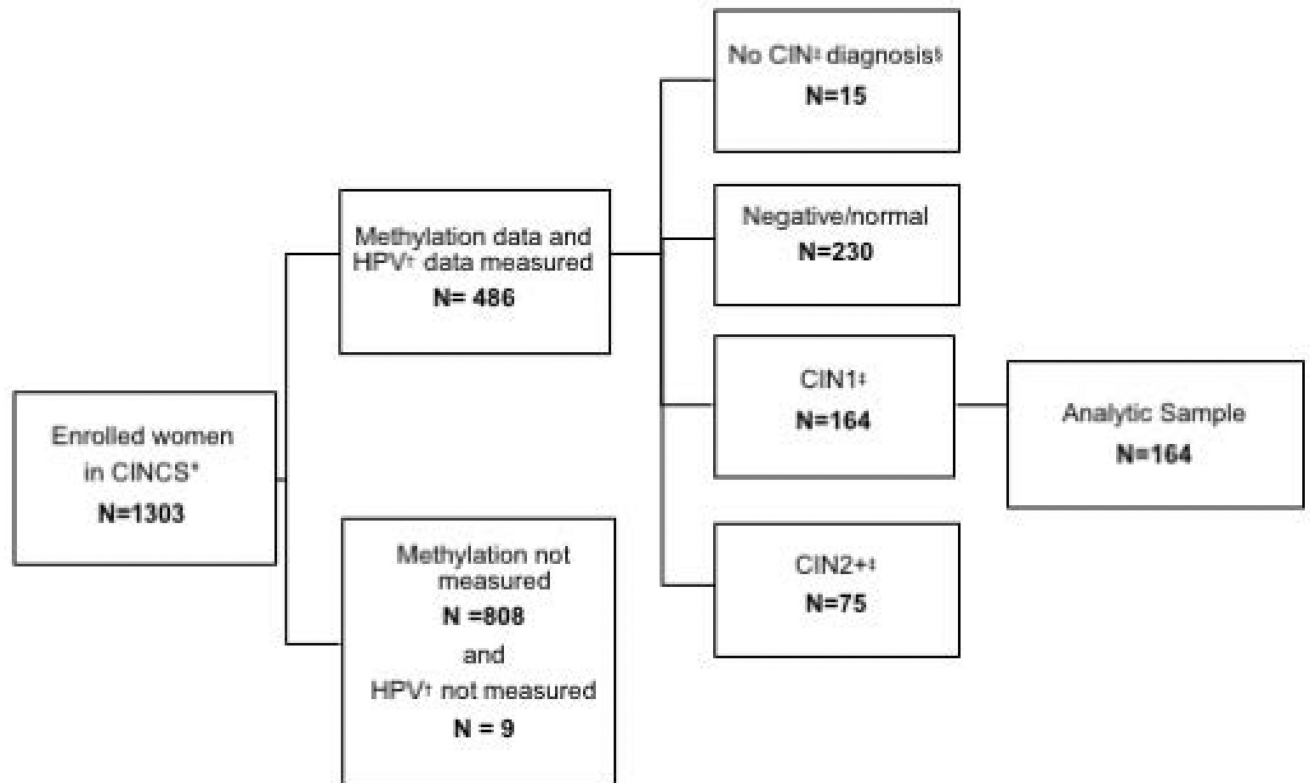 No CIN‡ diagnosis§
N=15
Negative/normal
N=230
Methylation data and
HPV† data measured
N= 486
CIN1‡
N=164
Analytic Sample
N=164
Enrolled women
in CINCS*
N=1303
Methylation not
measured
N =808
and
HPV† not measured
N = 9
CIN2+‡
N=75